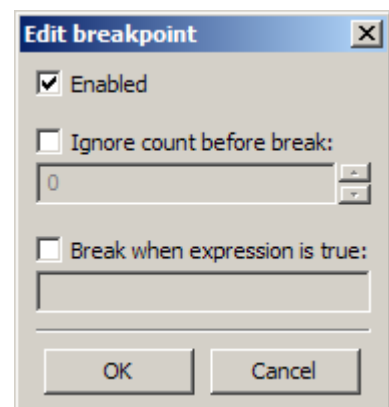 Edit breakpoint
Enabled
Ignore count before break:
0
Break when expression is true:
OK Cancel